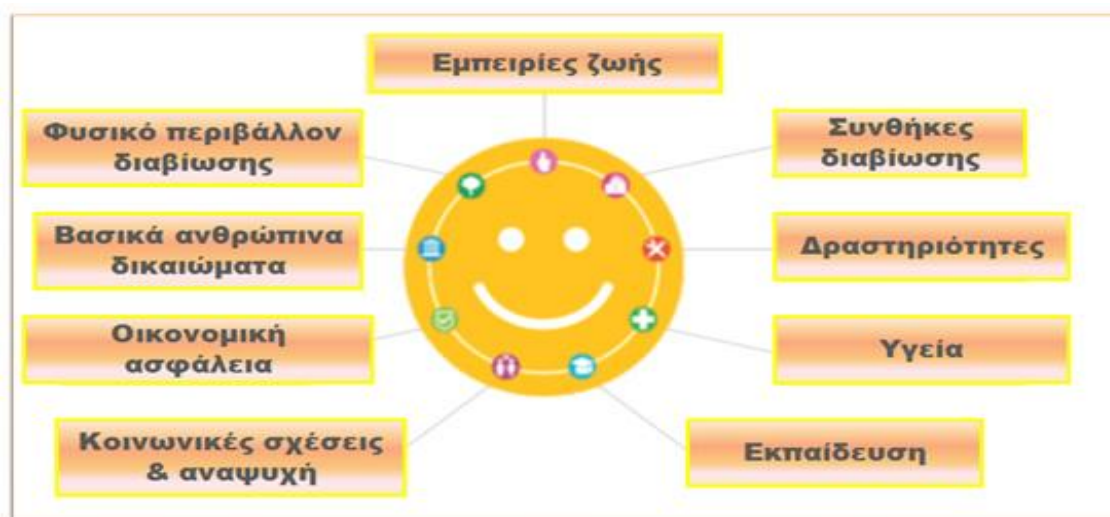 Εμπειρίες ζωής
Φυσικό περιβάλλον
διαβίωσης
Συνθήκες
διαβίωσης
Βασικά ανθρώπινα
δικαιώματα
Δραστηριότητες
Οικονομική
ασφάλεια
Υγεία
Κοινωνικές σχέσεις
& αναψυχή
Εκπαίδευση